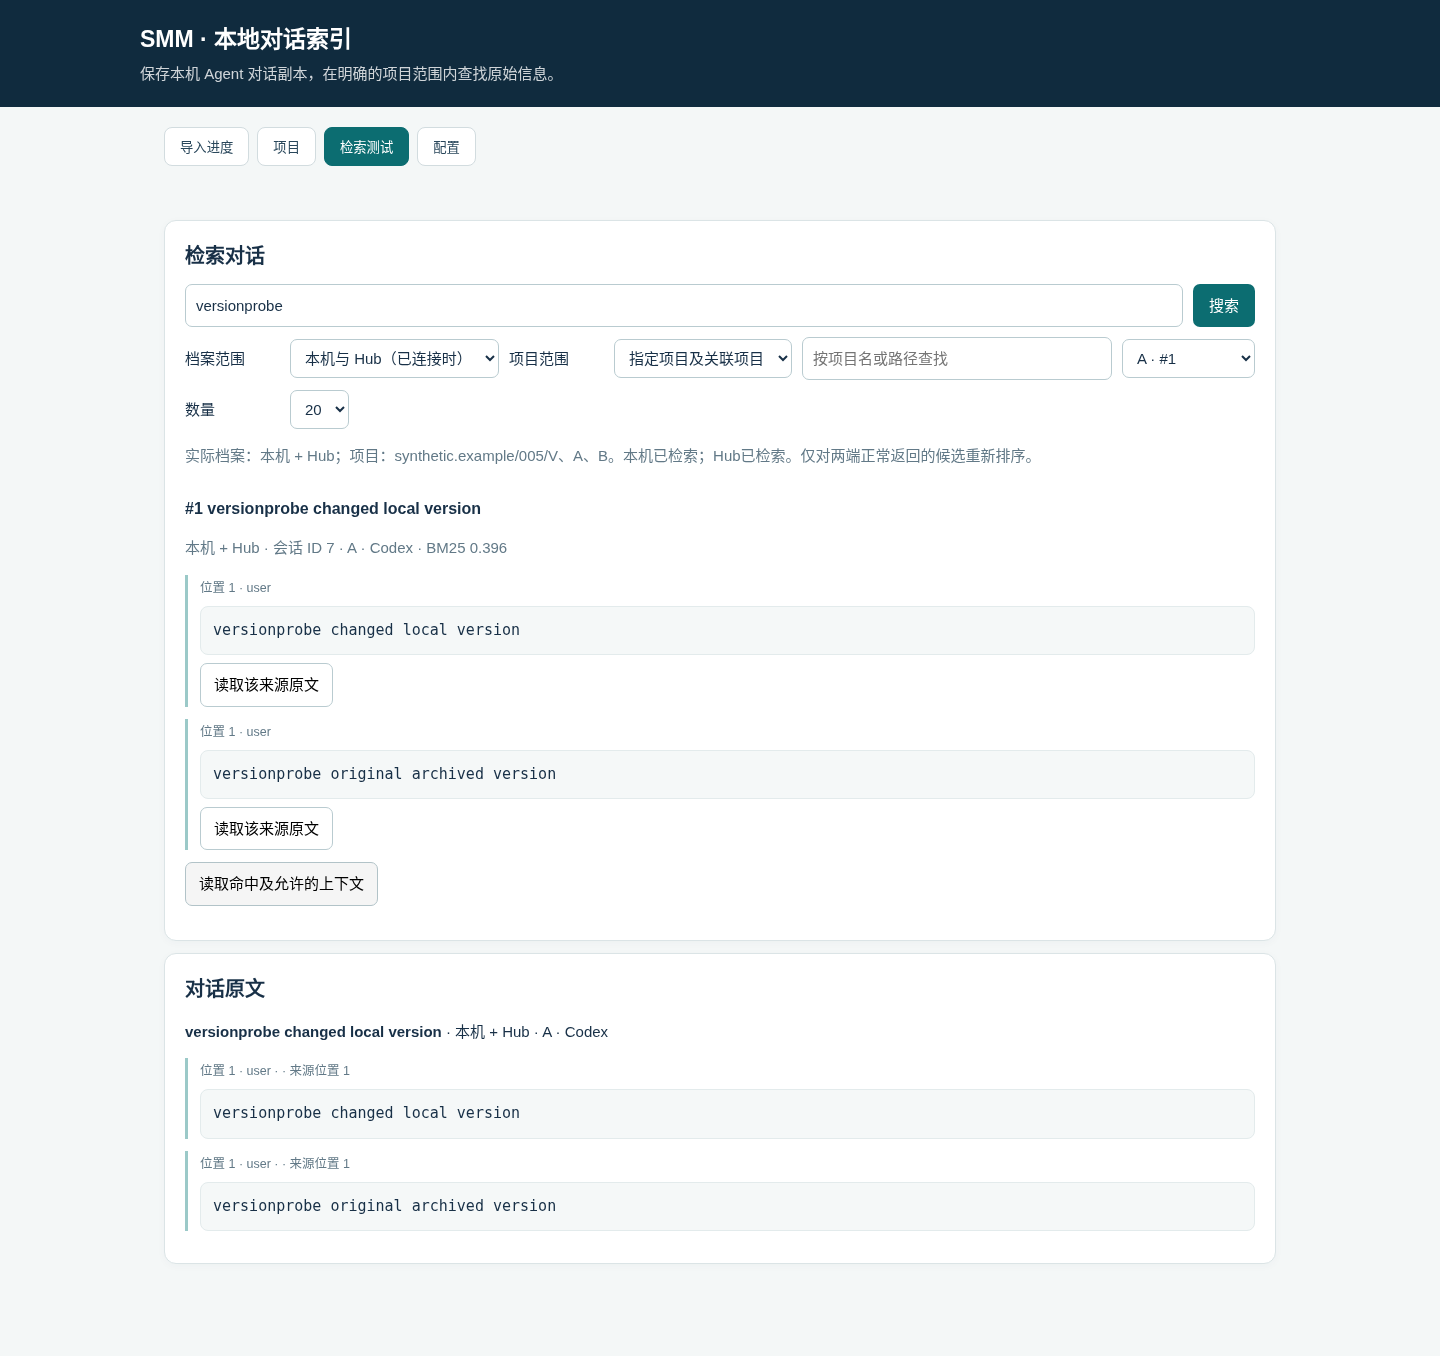 SMM · 本地对话索引
保存本机 Agent 对话副本，在明确的项目范围内查找原始信息。
导入进度 项目 检索测试 配置
检索对话
versionprobe 搜索
档案范围 本机与 Hub（已连接时） 项目范围 指定项目及关联项目 按项目名或路径查找 A · #1
数量 20
实际档案：本机 + Hub；项目：synthetic.example/005/V、A、B。本机已检索；Hub已检索。仅对两端正常返回的候选重新排序。
#1 versionprobe changed local version
本机 + Hub · 会话 ID 7 · A · Codex · BM25 0.396
位置 1 · user
versionprobe changed local version
读取该来源原文
位置 1 · user
versionprobe original archived version
读取该来源原文
读取命中及允许的上下文
对话原文
versionprobe changed local version · 本机 + Hub · A · Codex
位置 1 · user · · 来源位置 1
versionprobe changed local version
位置 1 · user · · 来源位置 1
versionprobe original archived version